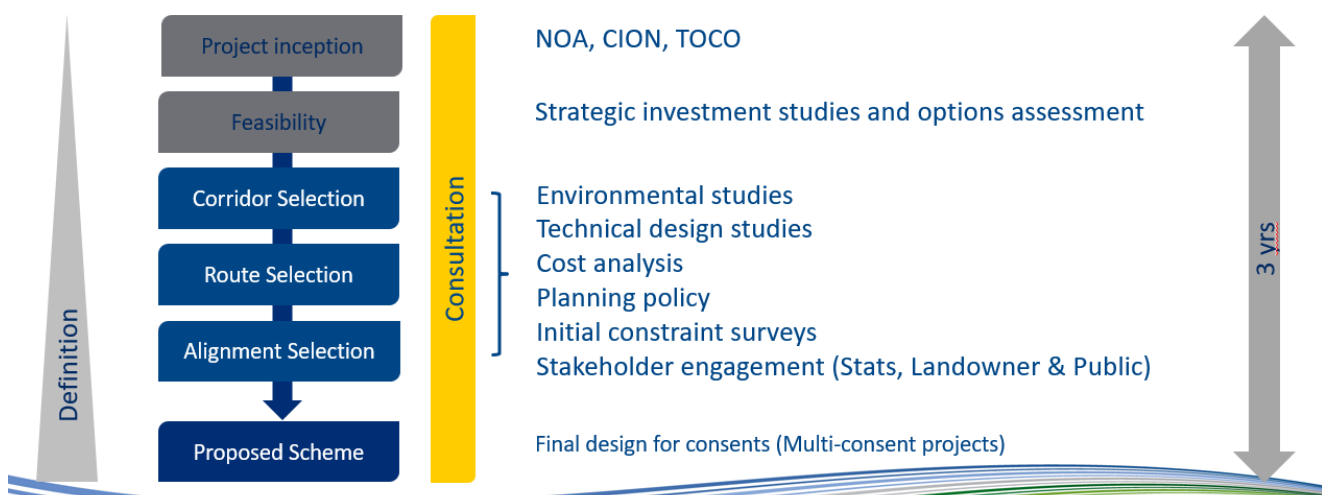 Project inception
NOA, CION, TOCO
Feasibility
Strategic investment studies and options assessment
Corridor Selection
Route Selection
Alignment Selection
Environmental studies
Technical design studies
Cost analysis
Planning policy
Initial constraint surveys
Stakeholder engagement (Stats, Landowner & Public)
Proposed Scheme
Final design for consents (Multi-consent projects)
Definition
Consultation
3 yrs